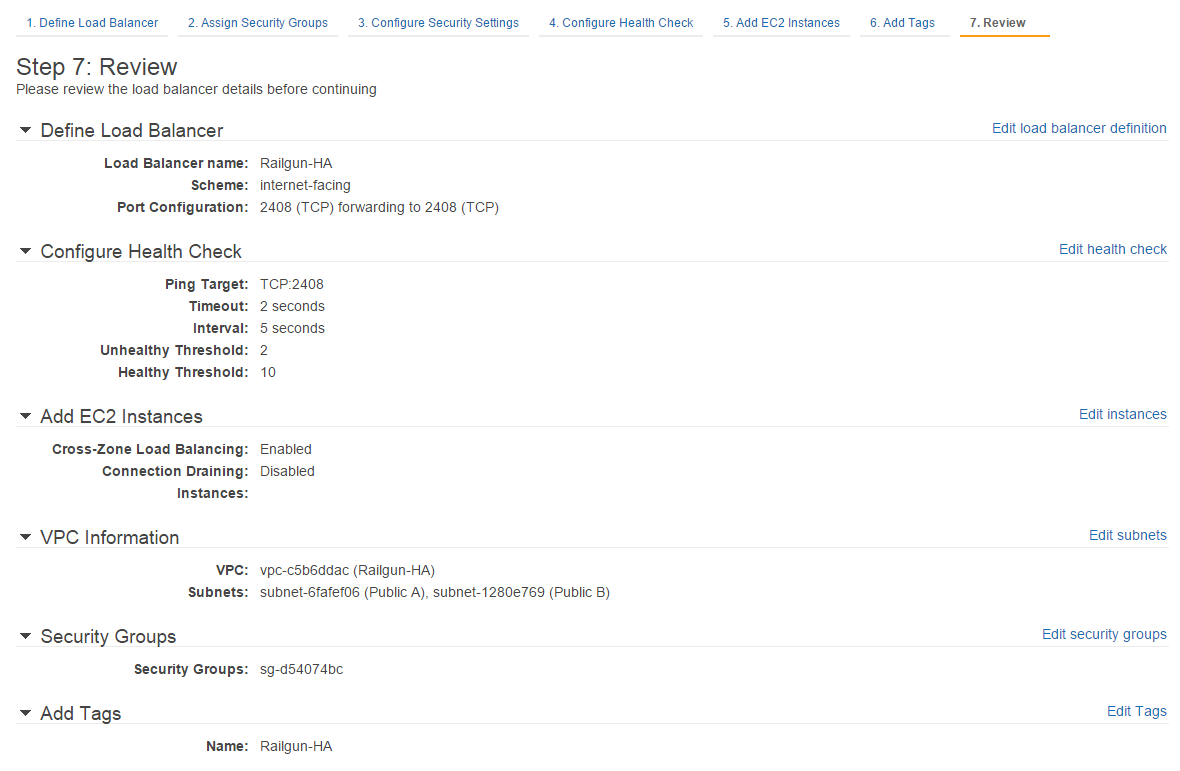 1. Define Load Balancer 2. Assign Security Groups 3. Configure Security Settings 4. Configure Health Check 5. Add EC2 Instances 6. Add Tags 7. Review
Step 7: Review
Please review the load balancer details before continuing
Define Load Balancer Edit load balancer definition
Load Balancer name: Railgun-HA
Scheme: internet-facing
Port Configuration: 2408 (TCP) forwarding to 2408 (TCP)
Configure Health Check Edit health check
Ping Target: TCP:2408
Timeout: 2 seconds
Interval: 5 seconds
Unhealthy Threshold: 2
Healthy Threshold: 10
Add EC2 Instances Edit instances
Cross-Zone Load Balancing: Enabled
Connection Draining: Disabled
Instances:
VPC Information Edit subnets
VPC: vpc-c5b6ddac (Railgun-HA)
Subnets: subnet-6fafef06 (Public A), subnet-1280e769 (Public B)
Security Groups Edit security groups
Security Groups: sg-d54074bc
Add Tags Edit Tags
Name: Railgun-HA